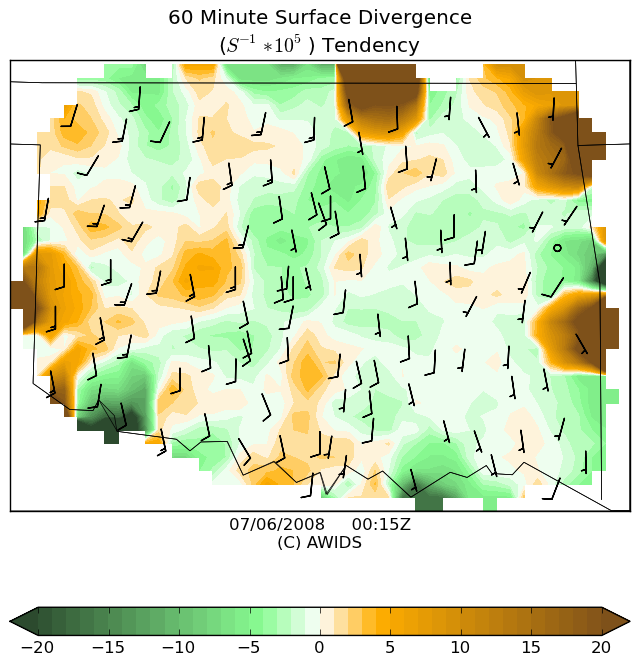 60 Minute Surface Divergence
(S⁻¹ *10⁵ ) Tendency
07/06/2008 00:15Z
(C) AWIDS
−20 −15 −10 −5 0 5 10 15 20